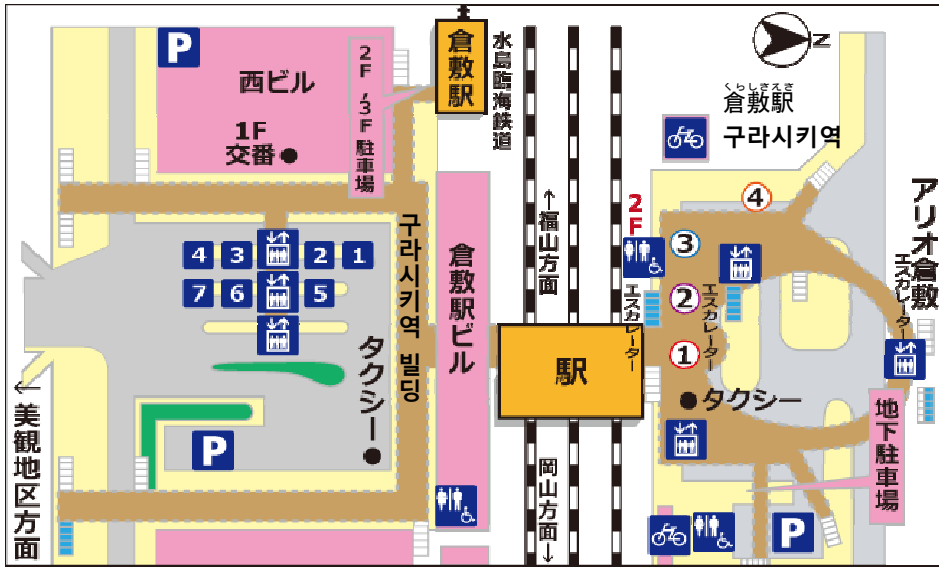 P
西ビル
1F
交番
2F,3F 駐車場
倉敷駅
水島臨海鉄道
N
くらしきえき
倉敷駅
구라시키역
アリオ倉敷
エスカレーター
4
3
2
1
7
6
5
구라시키역 빌딩
倉敷駅ビル
←福山方面
2F
④
③
②
①
エスカレーター
エスカレーター
駅
タクシー
タクシー
P
←美観地区方面
岡山方面→
地下駐車場
P